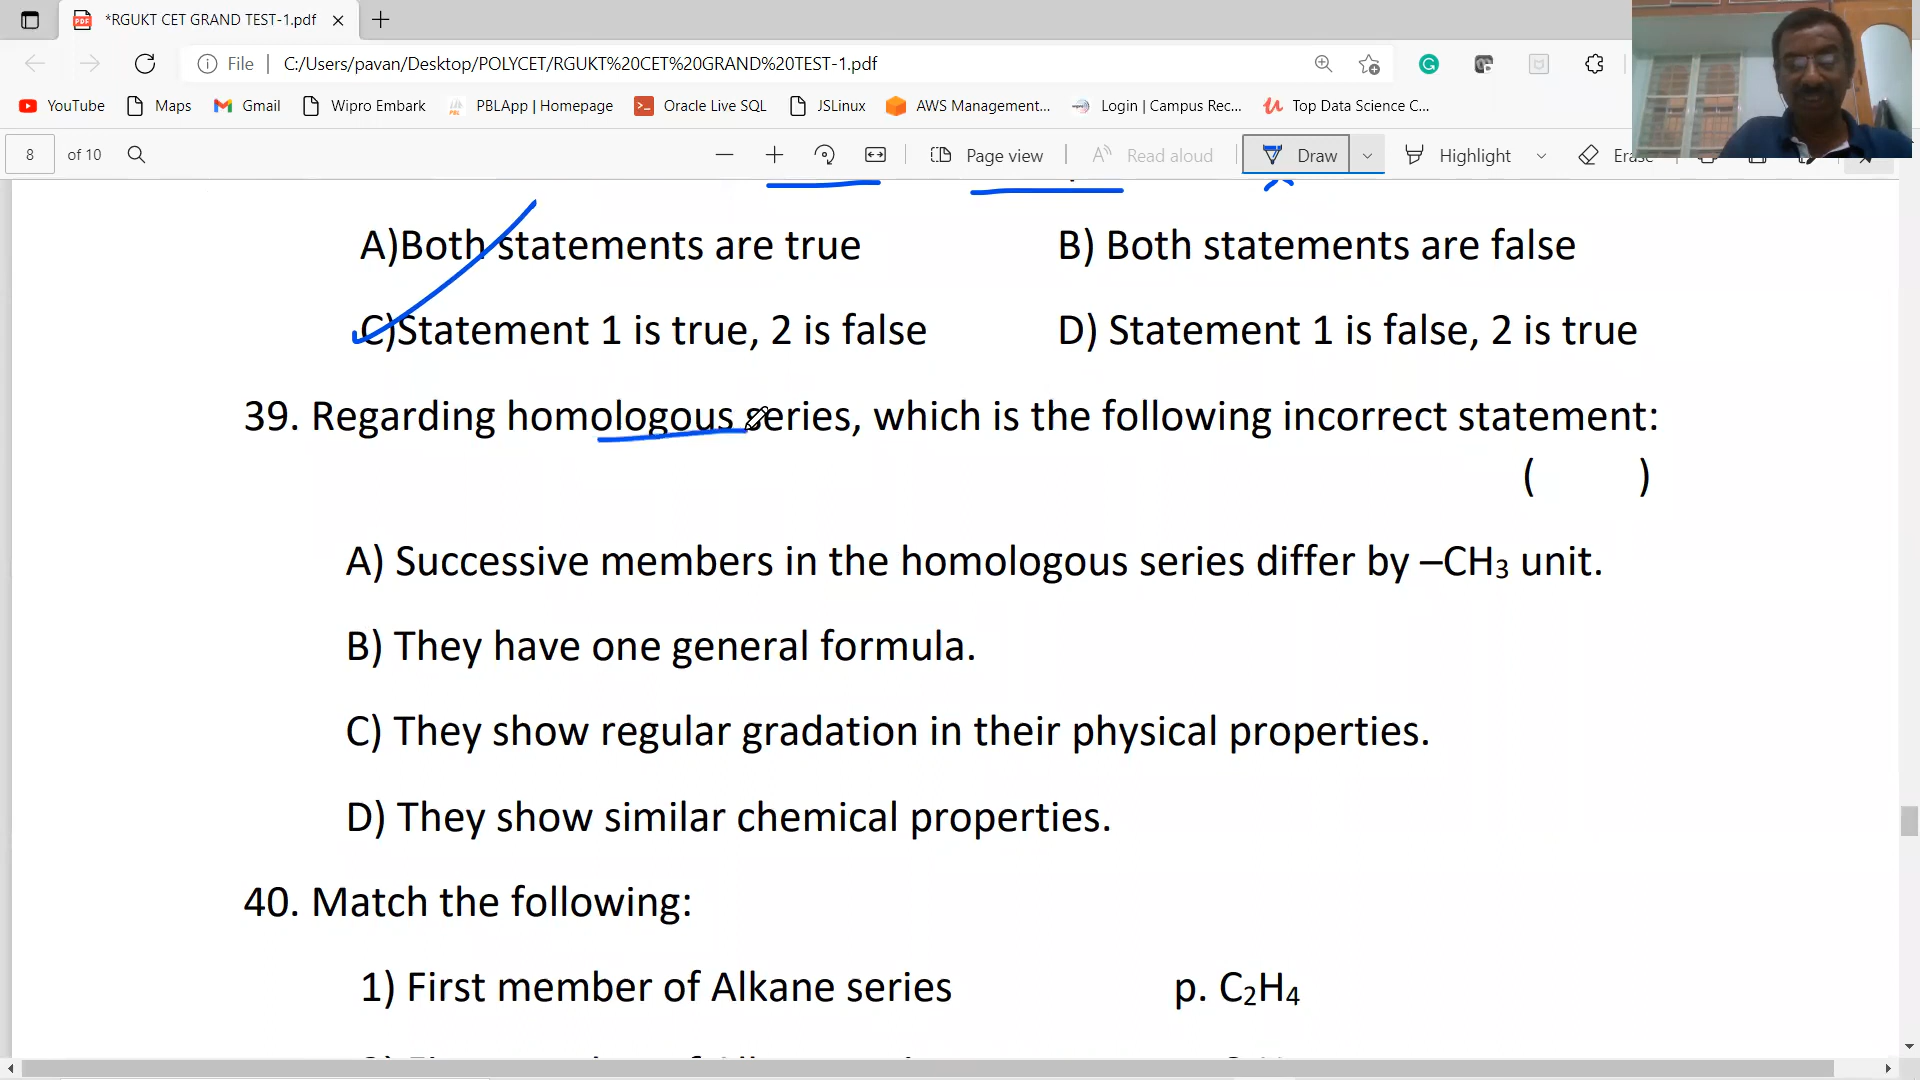 *RGUKT CET GRAND TEST-1.pdf
File
C:/Users/pavan/Desktop/POLYCET/RGUKT%20CET%20GRAND%20TEST-1.pdf
YouTube Maps Gmail Wipro Embark PBLApp | Homepage Oracle Live SQL JSLinux AWS Management... Login | Campus Rec... Top Data Science C...
8 of 10 Page view Read aloud Draw Highlight Erase
A)Both statements are true B) Both statements are false
C)Statement 1 is true, 2 is false D) Statement 1 is false, 2 is true
39. Regarding homologous series, which is the following incorrect statement:
( )
A) Successive members in the homologous series differ by –CH₃ unit.
B) They have one general formula.
C) They show regular gradation in their physical properties.
D) They show similar chemical properties.
40. Match the following:
1) First member of Alkane series p. C₂H₄